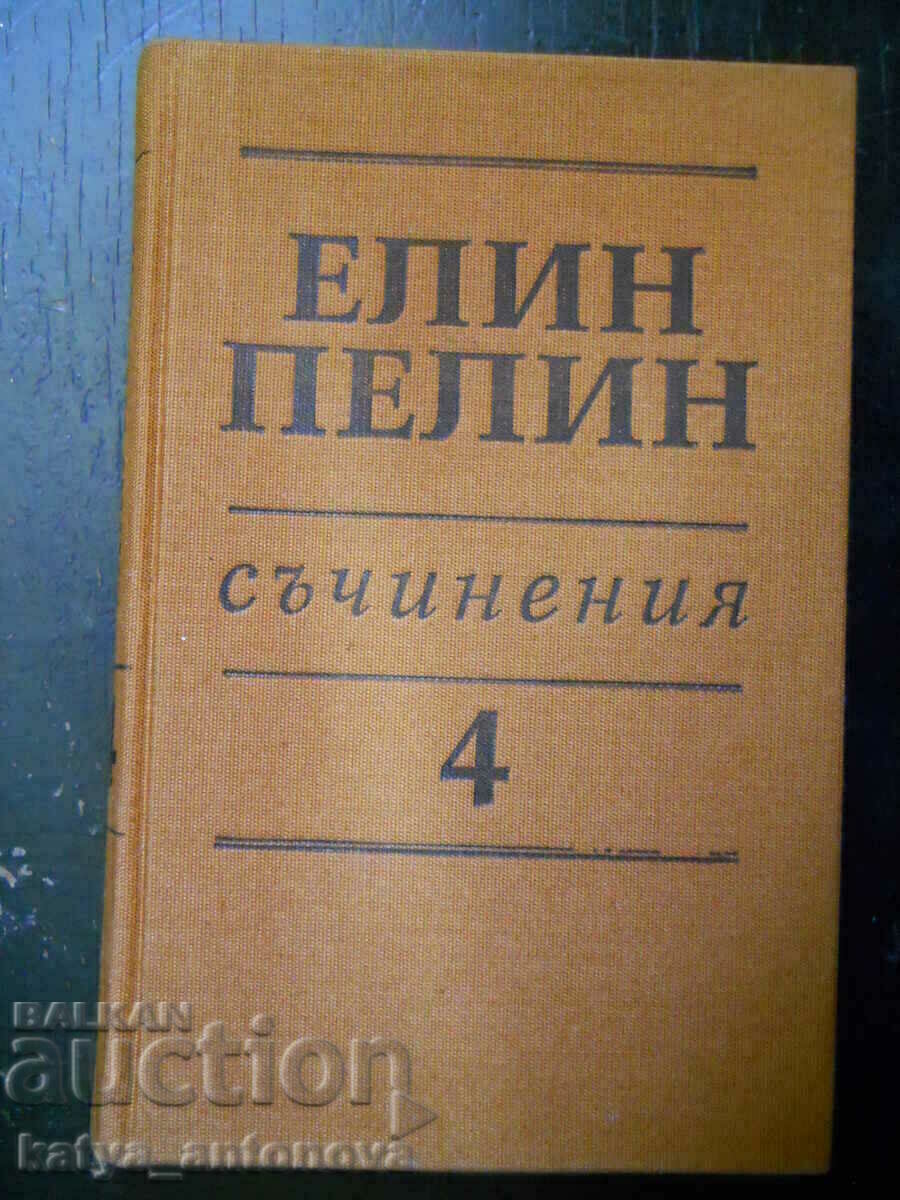 ЕЛИН
ПЕЛИН
съчинения
4
BALKAN
auction
katya_antonova